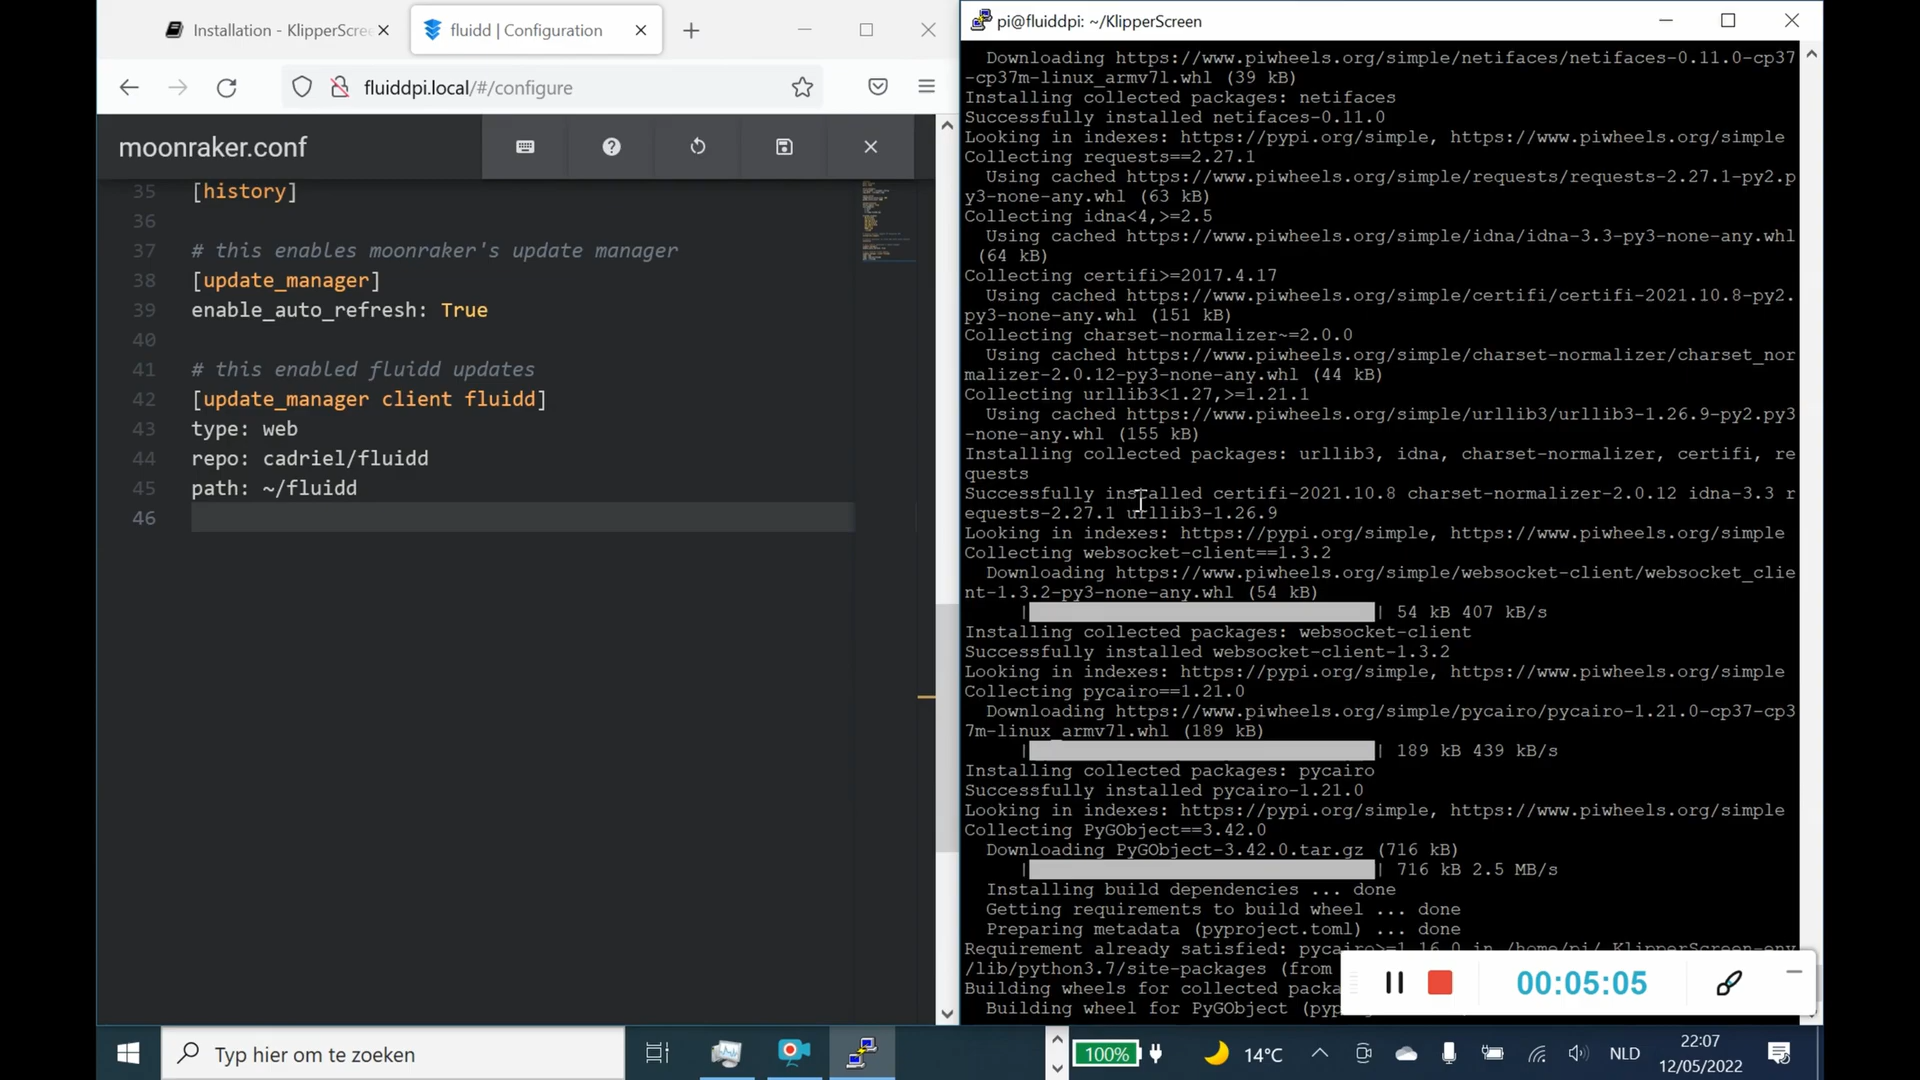 Installation - KlipperScree
fluidd | Configuration
fluiddpi.local/#/configure
moonraker.conf
35 [history]
36
37 # this enables moonraker's update manager
38 [update_manager]
39 enable_auto_refresh: True
40
41 # this enabled fluidd updates
42 [update_manager client fluidd]
43 type: web
44 repo: cadriel/fluidd
45 path: ~/fluidd
46
pi@fluiddpi: ~/KlipperScreen
Downloading https://www.piwheels.org/simple/netifaces/netifaces-0.11.0-cp37
-cp37m-linux_armv7l.whl (39 kB)
Installing collected packages: netifaces
Successfully installed netifaces-0.11.0
Looking in indexes: https://pypi.org/simple, https://www.piwheels.org/simple
Collecting requests==2.27.1
Using cached https://www.piwheels.org/simple/requests/requests-2.27.1-py2.p
y3-none-any.whl (63 kB)
Collecting idna<4,>=2.5
Using cached https://www.piwheels.org/simple/idna/idna-3.3-py3-none-any.whl
(64 kB)
Collecting certifi>=2017.4.17
Using cached https://www.piwheels.org/simple/certifi/certifi-2021.10.8-py2.
py3-none-any.whl (151 kB)
Collecting charset-normalizer~=2.0.0
Using cached https://www.piwheels.org/simple/charset-normalizer/charset_nor
malizer-2.0.12-py3-none-any.whl (44 kB)
Collecting urllib3<1.27,>=1.21.1
Using cached https://www.piwheels.org/simple/urllib3/urllib3-1.26.9-py2.py3
-none-any.whl (155 kB)
Installing collected packages: urllib3, idna, charset-normalizer, certifi, re
quests
Successfully installed certifi-2021.10.8 charset-normalizer-2.0.12 idna-3.3 r
equests-2.27.1 urllib3-1.26.9
Looking in indexes: https://pypi.org/simple, https://www.piwheels.org/simple
Collecting websocket-client==1.3.2
Downloading https://www.piwheels.org/simple/websocket-client/websocket_clie
nt-1.3.2-py3-none-any.whl (54 kB)
| | 54 kB 407 kB/s
Installing collected packages: websocket-client
Successfully installed websocket-client-1.3.2
Looking in indexes: https://pypi.org/simple, https://www.piwheels.org/simple
Collecting pycairo==1.21.0
Downloading https://www.piwheels.org/simple/pycairo/pycairo-1.21.0-cp37-cp3
7m-linux_armv7l.whl (189 kB)
| | 189 kB 439 kB/s
Installing collected packages: pycairo
Successfully installed pycairo-1.21.0
Looking in indexes: https://pypi.org/simple, https://www.piwheels.org/simple
Collecting PyGObject==3.42.0
Downloading PyGObject-3.42.0.tar.gz (716 kB)
| | 716 kB 2.5 MB/s
Installing build dependencies ... done
Getting requirements to build wheel ... done
Preparing metadata (pyproject.toml) ... done
Requirement already satisfied: pycairo>=1.16.0 in /home/pi/.KlipperScreen-env
/lib/python3.7/site-packages (from
Building wheels for collected packa
Building wheel for PyGObject (pyp
00:05:05
Typ hier om te zoeken
100%
14°C
NLD
22:07
12/05/2022